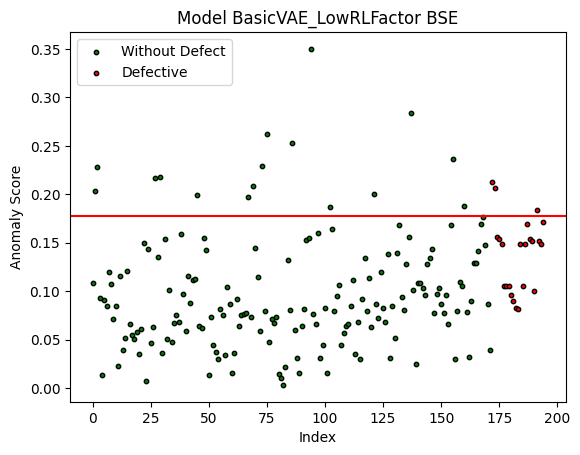 Model BasicVAE_LowRLFactor BSE
Without Defect
Defective
0.35
0.30
0.25
0.20
0.15
0.10
0.05
0.00
Anomaly Score
0 25 50 75 100 125 150 175 200
Index